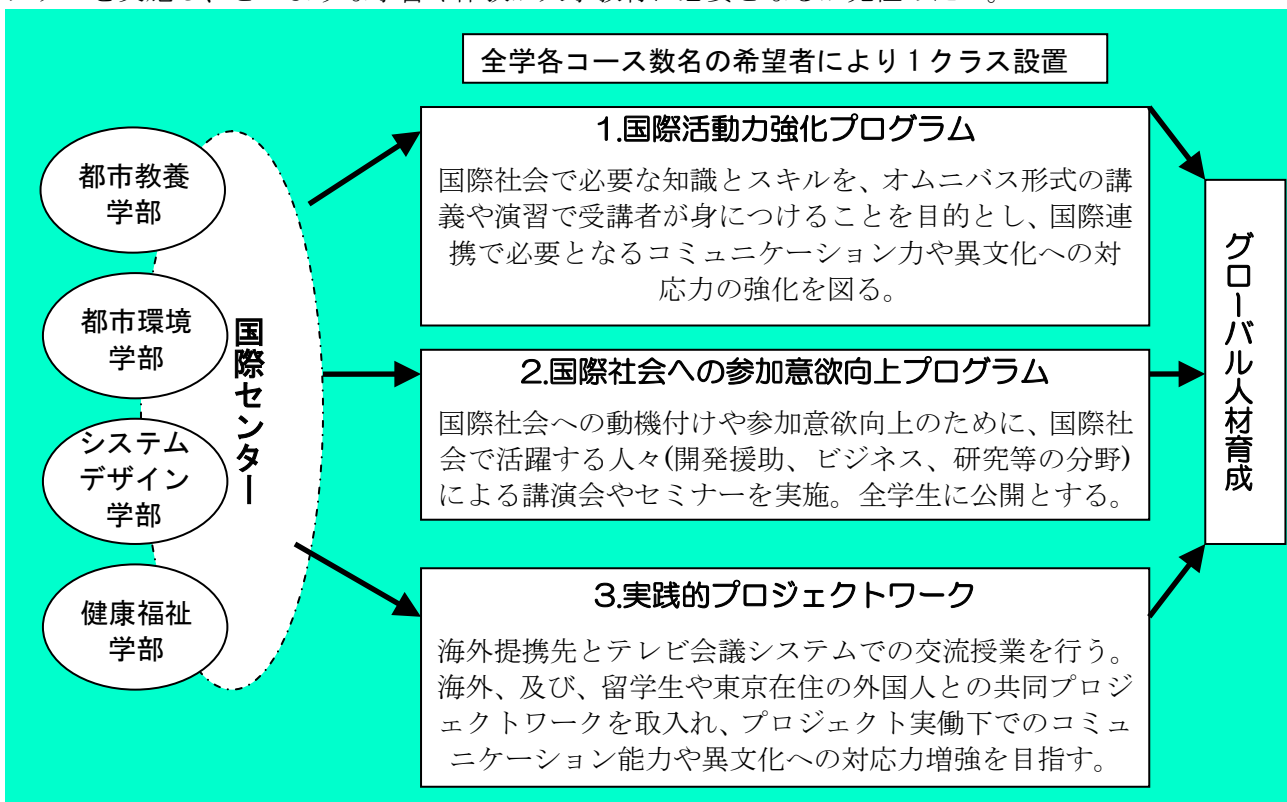 全学各コース数名の希望者により１クラス設置
都市教養
学部
都市環境
学部
システム
デザイン
学部
健康福祉
学部
国際センター
1.国際活動力強化プログラム
国際社会で必要な知識とスキルを、オムニバス形式の講
義や演習で受講者が身につけることを目的とし、国際連
携で必要となるコミュニケーション力や異文化への対
応力の強化を図る。
2.国際社会への参加意欲向上プログラム
国際社会への動機付けや参加意欲向上のために、国際社
会で活躍する人々(開発援助、ビジネス、研究等の分野)
による講演会やセミナーを実施。全学生に公開とする。
3.実践的プロジェクトワーク
海外提携先とテレビ会議システムでの交流授業を行う。
海外、及び、留学生や東京在住の外国人との共同プロジ
ェクトワークを取入れ、プロジェクト実働下でのコミュ
ニケーション能力や異文化への対応力増強を目指す。
グローバル人材育成